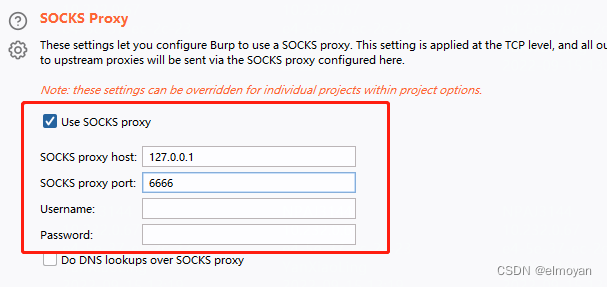 SOCKS Proxy
These settings let you configure Burp to use a SOCKS proxy. This setting is applied at the TCP level, and all ou
to upstream proxies will be sent via the SOCKS proxy configured here.
Note: these settings can be overridden for individual projects within project options.
Use SOCKS proxy
SOCKS proxy host: 127.0.0.1
SOCKS proxy port: 6666
Username:
Password:
Do DNS lookups over SOCKS proxy
CSDN @elmoyan